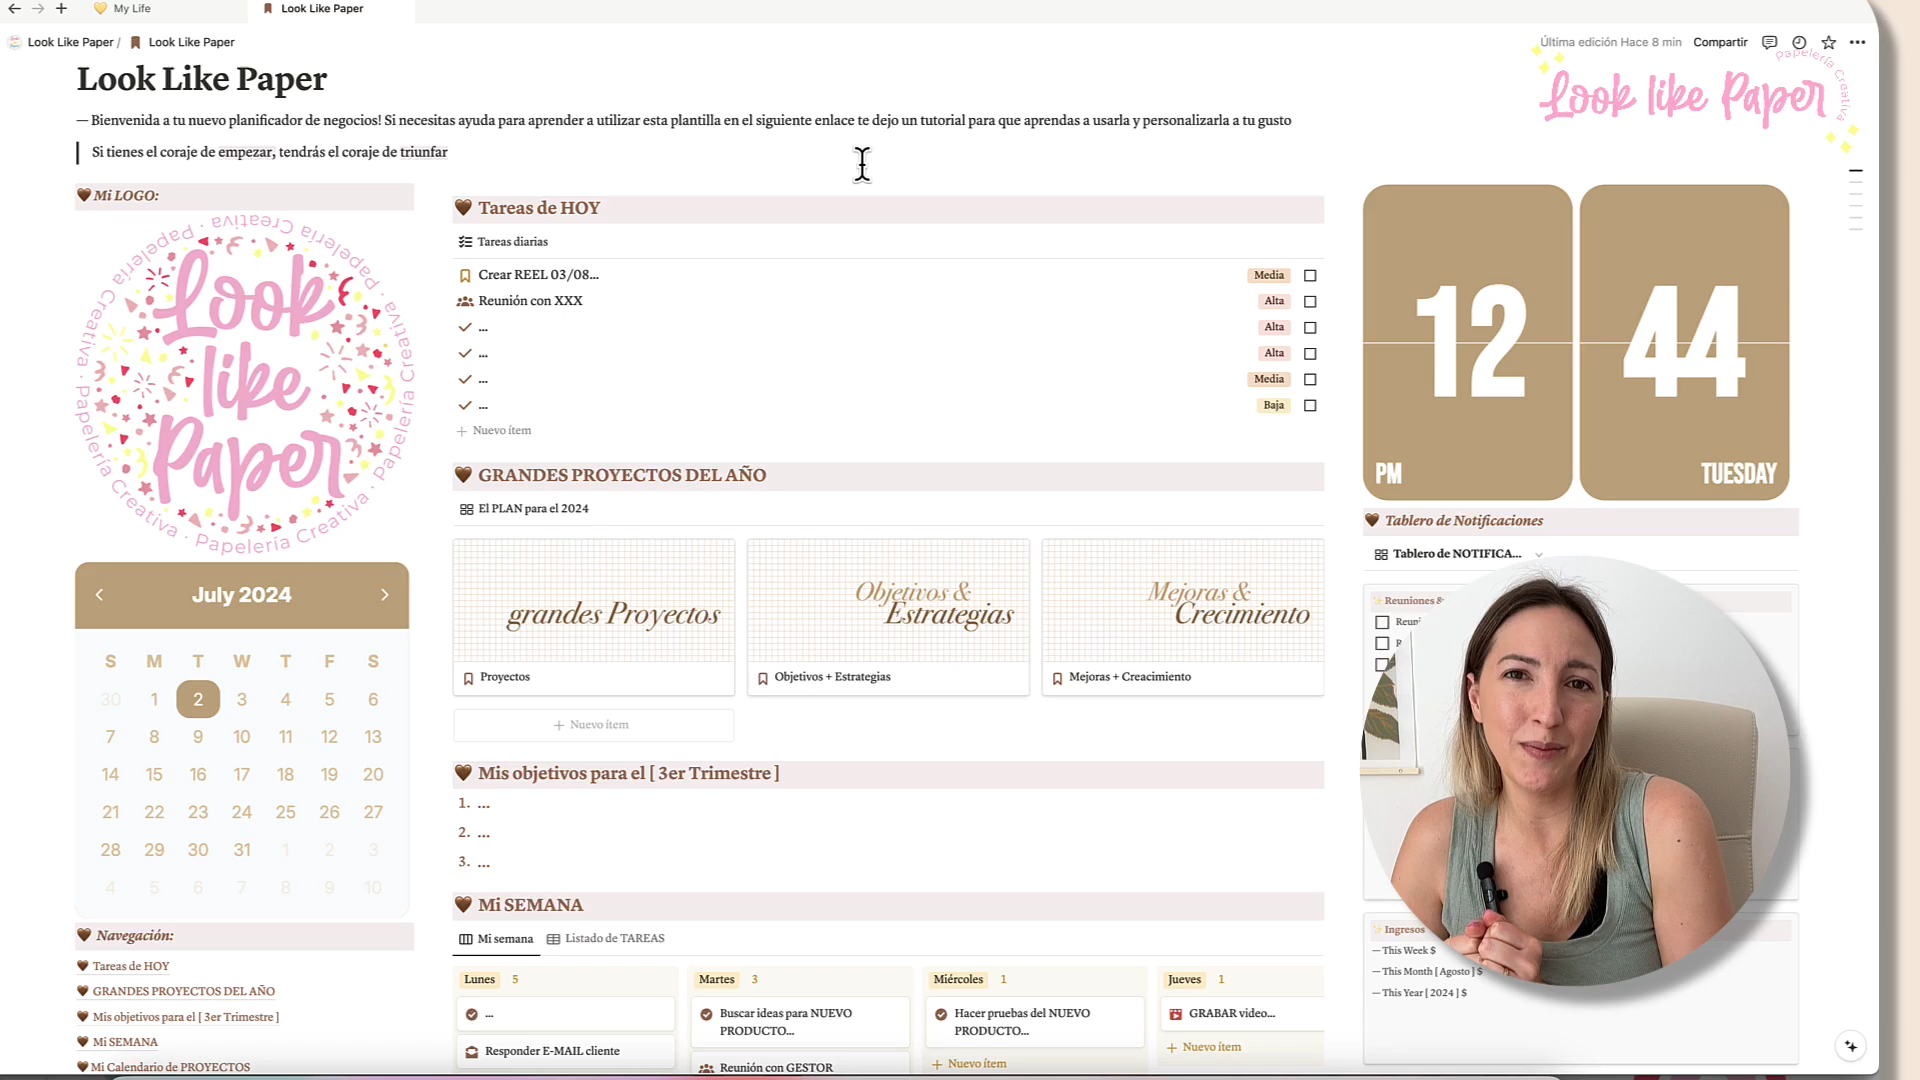 My Life
Look Like Paper
Look Like Paper / Look Like Paper
Última edición Hace 8 min Compartir
Look Like Paper
— Bienvenida a tu nuevo planificador de negocios! Si necesitas ayuda para aprender a utilizar esta plantilla en el siguiente enlace te dejo un tutorial para que aprendas a usarla y personalizarla a tu gusto
Papelería Creativa
Look like Paper
Si tienes el coraje de empezar, tendrás el coraje de triunfar
Mi LOGO:
Papelería Creativa · Papelería Creativa · Papelería Creativa · Papelería Creativa ·
Look
like
Paper
July 2024
S M T W T F S
30 1 2 3 4 5 6
7 8 9 10 11 12 13
14 15 16 17 18 19 20
21 22 23 24 25 26 27
28 29 30 31 1 2 3
4 5 6 7 8 9 10
Navegación:
Tareas de HOY
GRANDES PROYECTOS DEL AÑO
Mis objetivos para el [ 3er Trimestre ]
Mi SEMANA
Mi Calendario de PROYECTOS
Tareas de HOY
Tareas diarias
Crear REEL 03/08... Media
Reunión con XXX Alta
... Alta
... Alta
... Media
... Baja
+ Nuevo ítem
GRANDES PROYECTOS DEL AÑO
El PLAN para el 2024
grandes Proyectos
Proyectos
Objetivos &
Estrategias
Objetivos + Estrategias
Mejoras &
Crecimiento
Mejoras + Creacimiento
+ Nuevo ítem
Mis objetivos para el [ 3er Trimestre ]
1. ...
2. ...
3. ...
Mi SEMANA
Mi semana Listado de TAREAS
Lunes 5
...
Responder E-MAIL cliente
Martes 3
Buscar ideas para NUEVO
PRODUCTO...
Reunión con GESTOR
Miércoles 1
Hacer pruebas del NUEVO
PRODUCTO...
+ Nuevo ítem
Jueves 1
GRABAR video...
+ Nuevo ítem
12 44
PM TUESDAY
Tablero de Notificaciones
Tablero de NOTIFICA...
Reuniones &
Ingresos
— This Week $
— This Month [ Agosto ] $
— This Year [ 2024 ] $